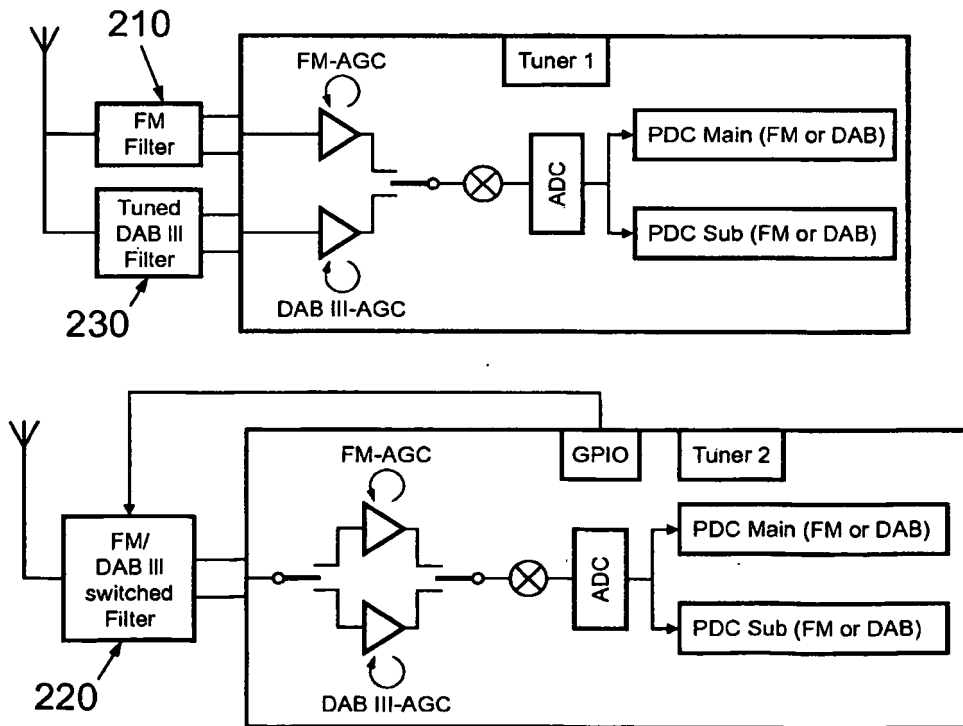 210
FM
Filter
Tuned
DAB III
Filter
230
Tuner 1
FM-AGC
DAB III-AGC
ADC
PDC Main (FM or DAB)
PDC Sub (FM or DAB)
GPIO
Tuner 2
FM-AGC
FM/
DAB III
switched
Filter
220
DAB III-AGC
ADC
PDC Main (FM or DAB)
PDC Sub (FM or DAB)